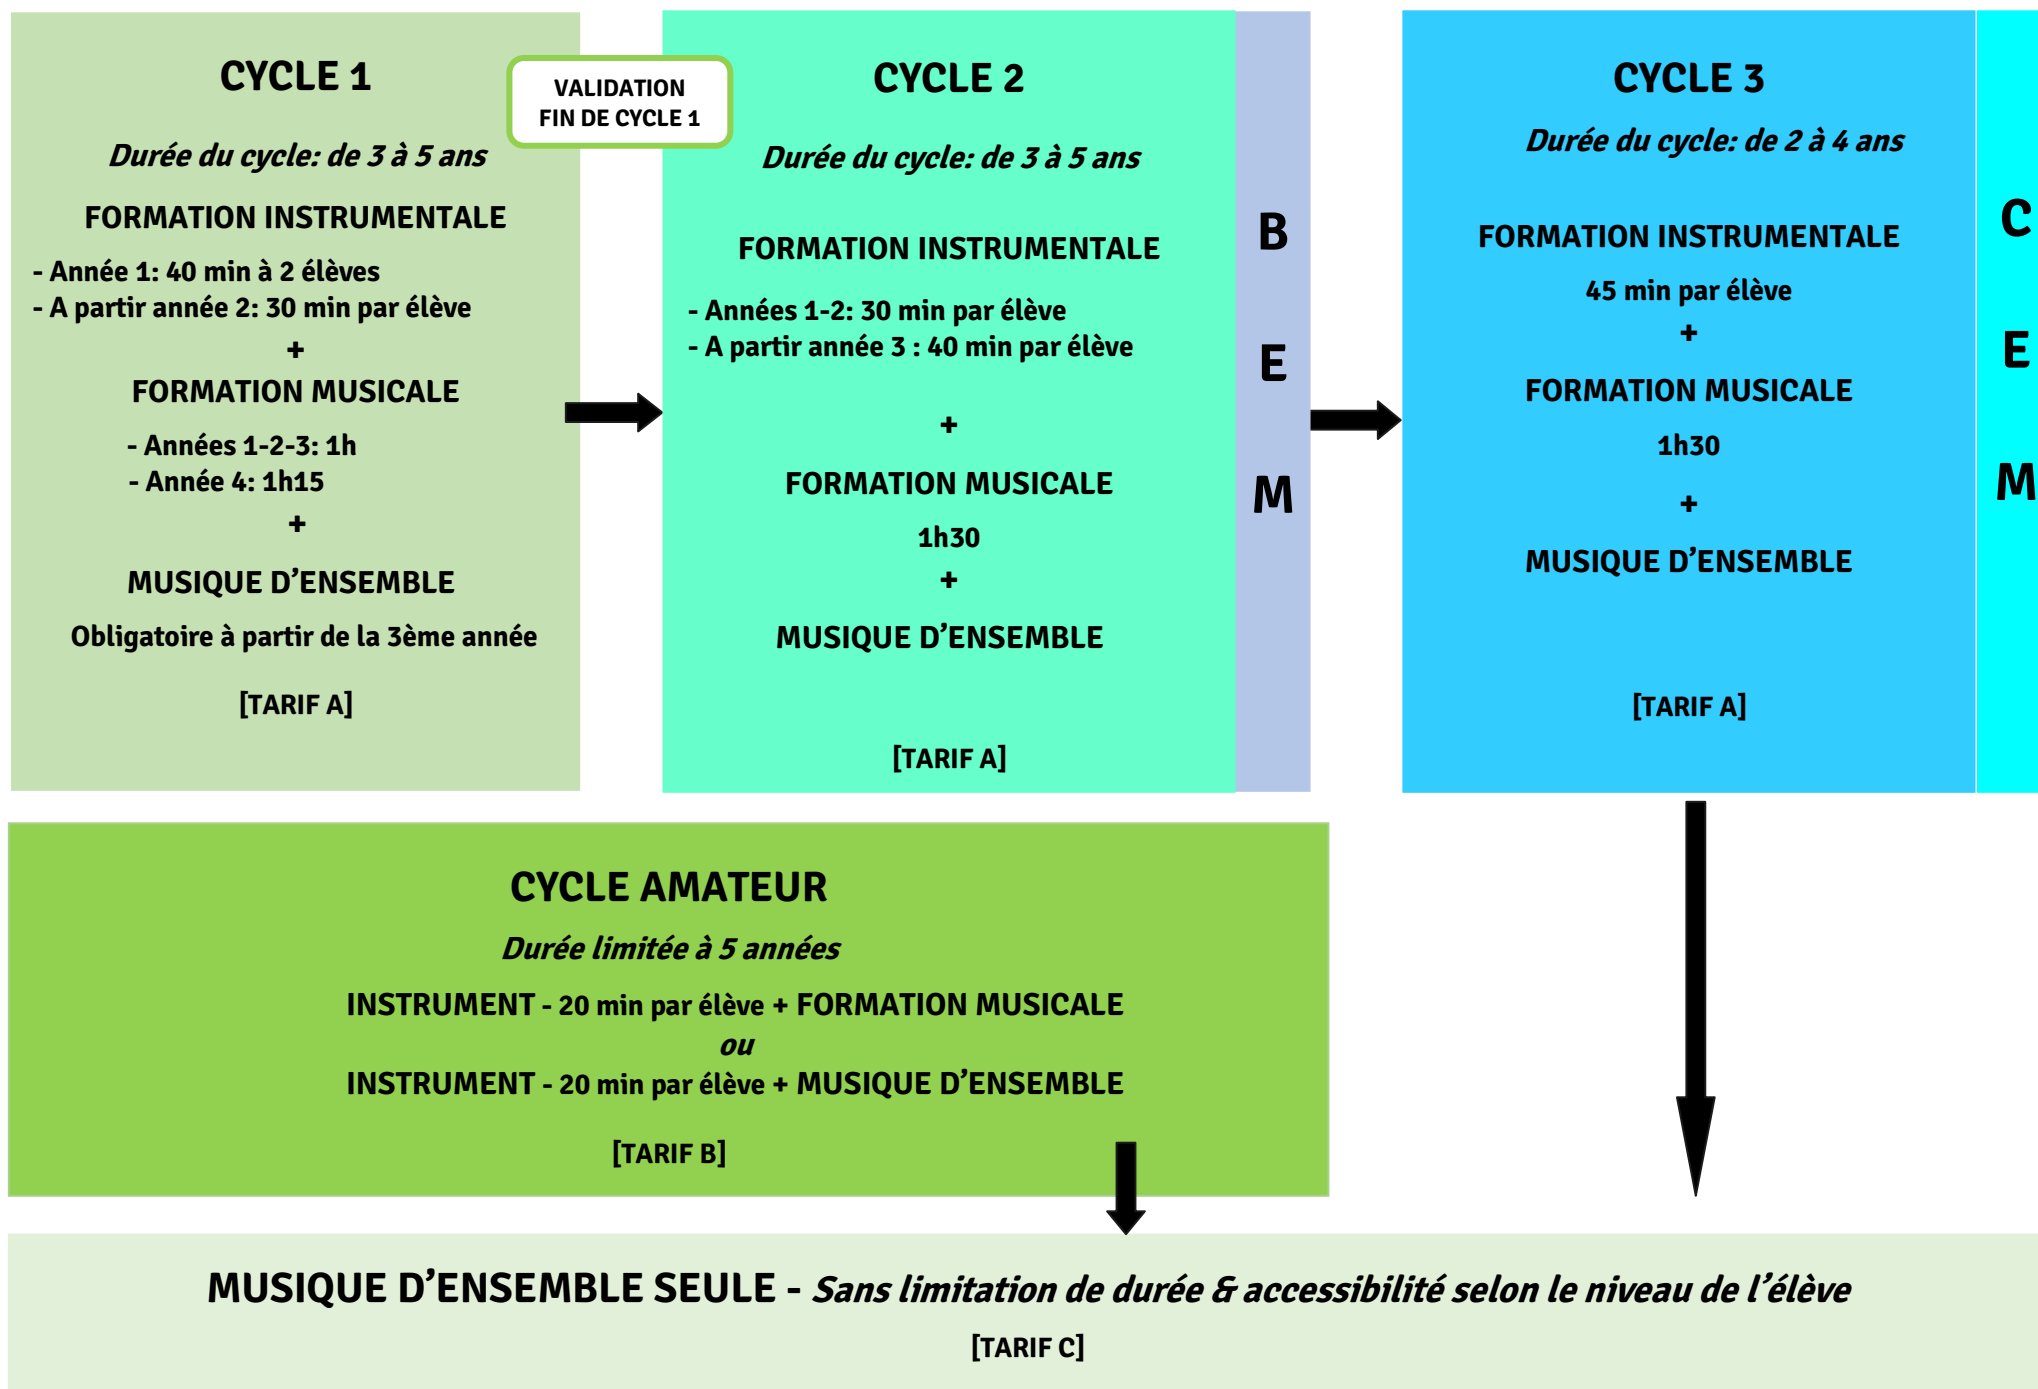 CYCLE 1
Durée du cycle: de 3 à 5 ans
FORMATION INSTRUMENTALE
- Année 1: 40 min à 2 élèves
- A partir année 2: 30 min par élève
+
FORMATION MUSICALE
- Années 1-2-3: 1h
- Année 4: 1h15
+
MUSIQUE D’ENSEMBLE
Obligatoire à partir de la 3ème année
[TARIF A]
VALIDATION
FIN DE CYCLE 1
CYCLE 2
Durée du cycle: de 3 à 5 ans
FORMATION INSTRUMENTALE
- Années 1-2: 30 min par élève
- A partir année 3 : 40 min par élève
+
FORMATION MUSICALE
1h30
+
MUSIQUE D’ENSEMBLE
[TARIF A]
B
E
M
CYCLE 3
Durée du cycle: de 2 à 4 ans
FORMATION INSTRUMENTALE
45 min par élève
+
FORMATION MUSICALE
1h30
+
MUSIQUE D’ENSEMBLE
[TARIF A]
C
E
M
CYCLE AMATEUR
Durée limitée à 5 années
INSTRUMENT - 20 min par élève + FORMATION MUSICALE
ou
INSTRUMENT - 20 min par élève + MUSIQUE D’ENSEMBLE
[TARIF B]
MUSIQUE D’ENSEMBLE SEULE - Sans limitation de durée & accessibilité selon le niveau de l’élève
[TARIF C]